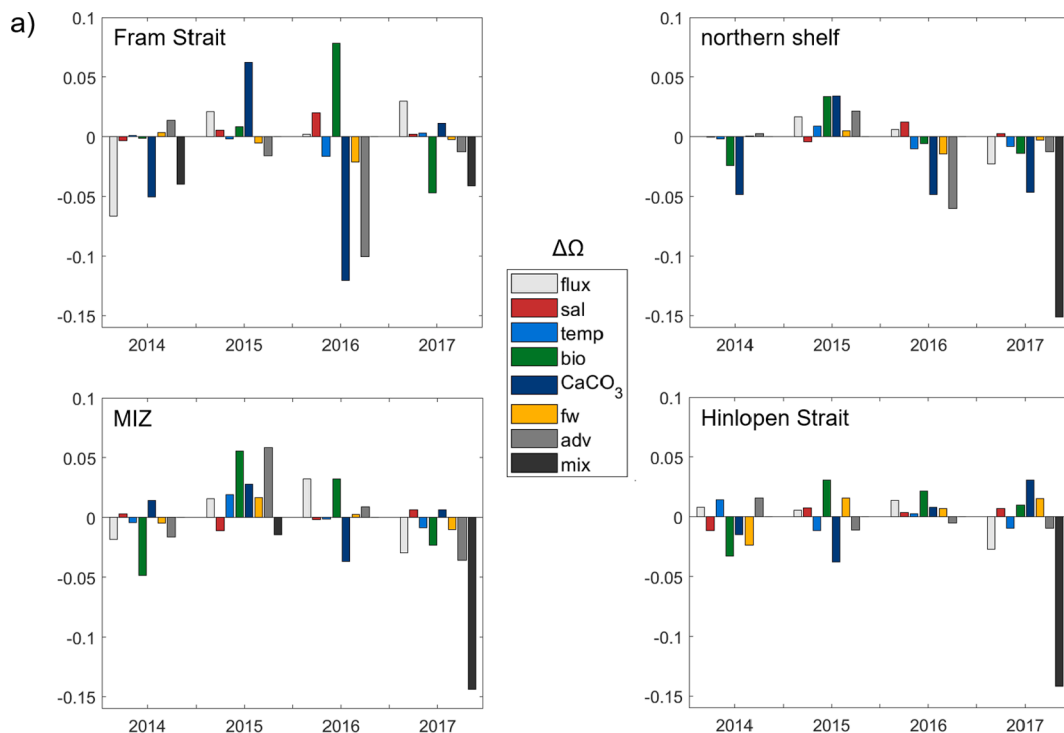 a)
Fram Strait
0.1
0.05
0
-0.05
-0.1
-0.15
2014 2015 2016 2017
northern shelf
0.1
0.05
0
-0.05
-0.1
-0.15
2014 2015 2016 2017
ΔΩ
flux
sal
temp
bio
CaCO₃
fw
adv
mix
MIZ
0.1
0.05
0
-0.05
-0.1
-0.15
2014 2015 2016 2017
Hinlopen Strait
0.1
0.05
0
-0.05
-0.1
-0.15
2014 2015 2016 2017